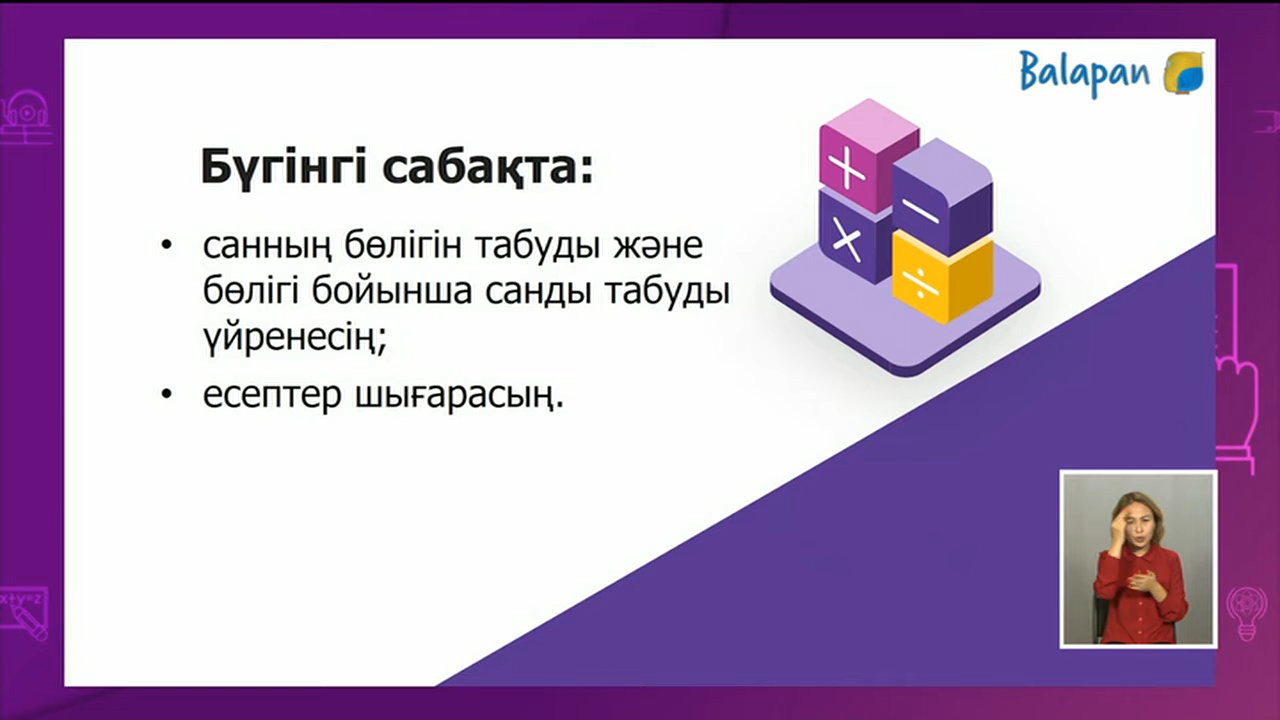 Balapan
Бүгінгі сабақта:
• санның бөлігін табуды және
бөлігі бойынша санды табуды
үйренесің;
• есептер шығарасың.
x+y=z